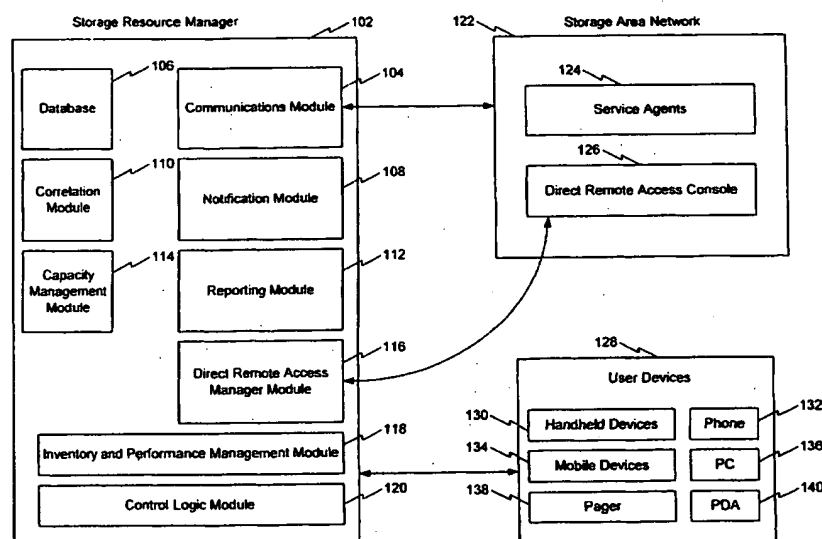 Storage Resource Manager
102
106
Database
104
Communications Module
110
Correlation
Module
108
Notification Module
114
Capacity
Management
Module
112
Reporting Module
116
Direct Remote Access
Manager Module
118
Inventory and Performance Management Module
120
Control Logic Module
122
Storage Area Network
124
Service Agents
126
Direct Remote Access Console
128
User Devices
130
Handheld Devices
Phone
132
134
Mobile Devices
PC
136
138
Pager
PDA
140